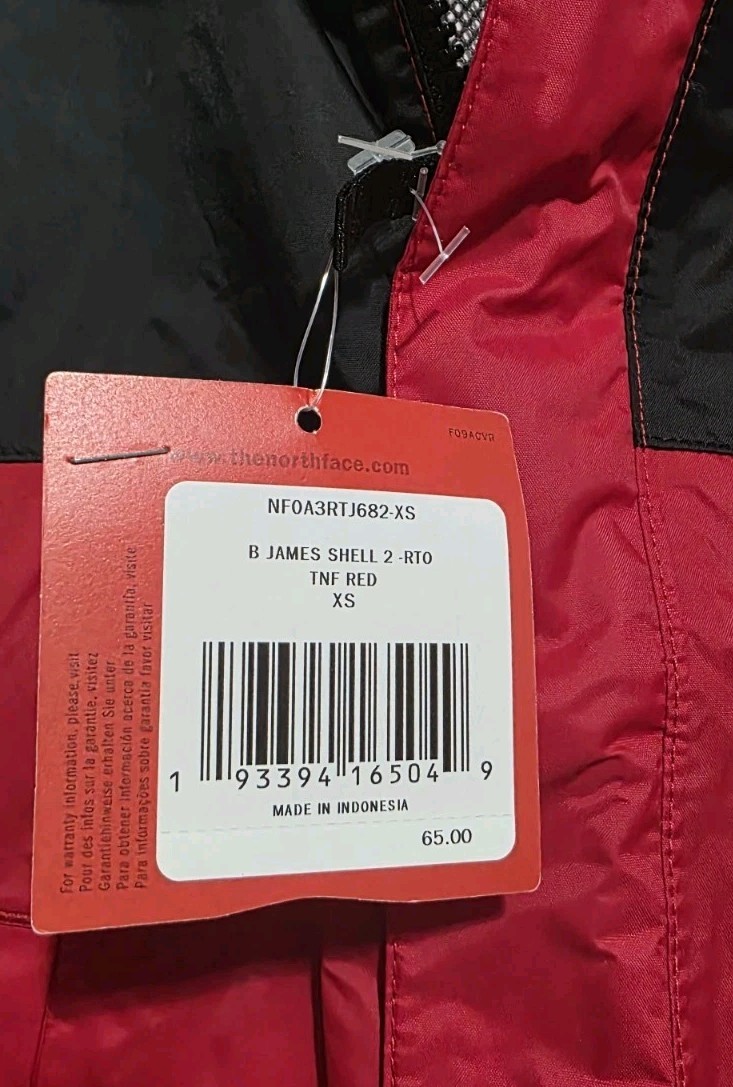 F09ACVR
www.thenorthface.com
NF0A3RTJ682-XS
B JAMES SHELL 2 -RTO
TNF RED
XS
1 93394 16504 9
MADE IN INDONESIA
65.00
For warranty information, please visit
Pour des infos sur la garantie, visitez
Garantiehinweise erhalten Sie unter
Para obtener información acerca de la garantía, visite
Para informações sobre garantia favor visitar